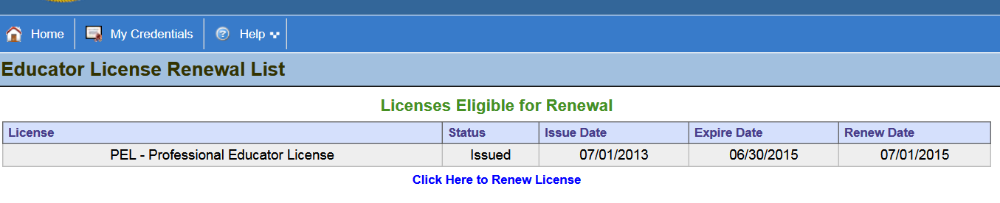 Home My Credentials Help
Educator License Renewal List
Licenses Eligible for Renewal
License Status Issue Date Expire Date Renew Date
PEL - Professional Educator License Issued 07/01/2013 06/30/2015 07/01/2015
Click Here to Renew License